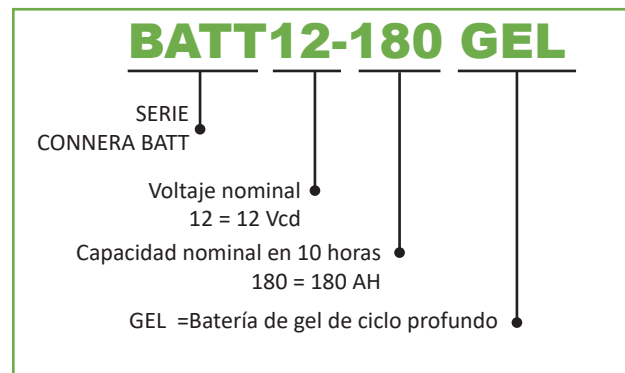 BATT12-180 GEL
SERIE
CONNERA BATT
Voltaje nominal
12 = 12 Vcd
Capacidad nominal en 10 horas
180 = 180 AH
GEL =Batería de gel de ciclo profundo